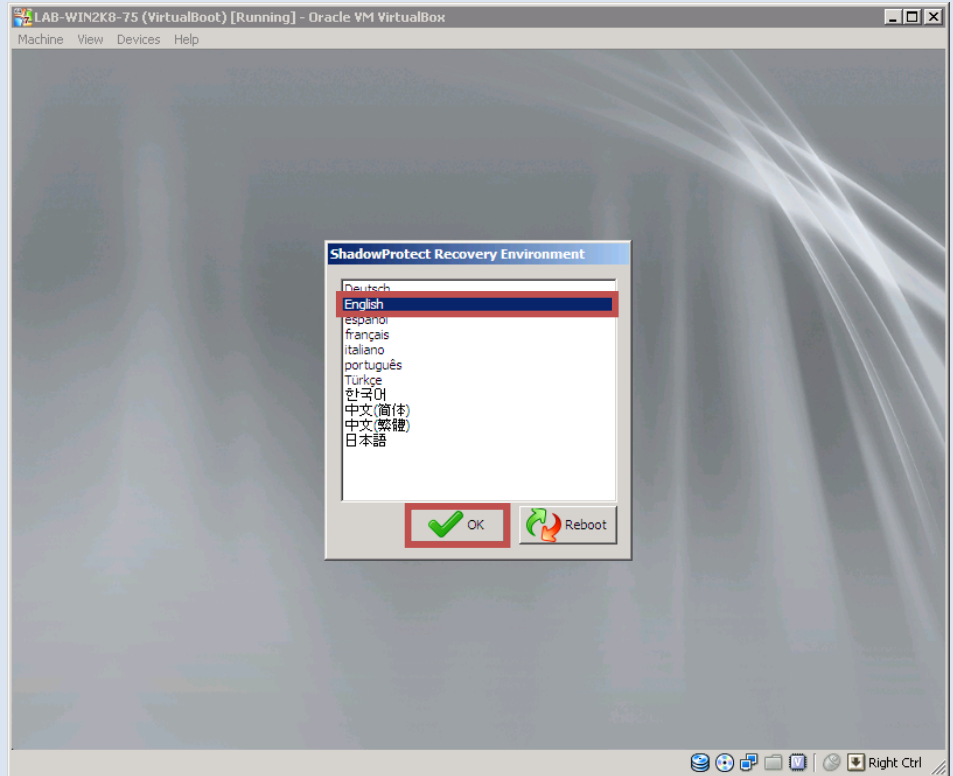 LAB-WIN2K8-75 (VirtualBoot) [Running] - Oracle VM VirtualBox
Machine View Devices Help
ShadowProtect Recovery Environment
Deutsch
English
español
français
italiano
português
Türkçe
한국어
中文(简体)
中文(繁體)
日本語
OK
Reboot
Right Ctrl